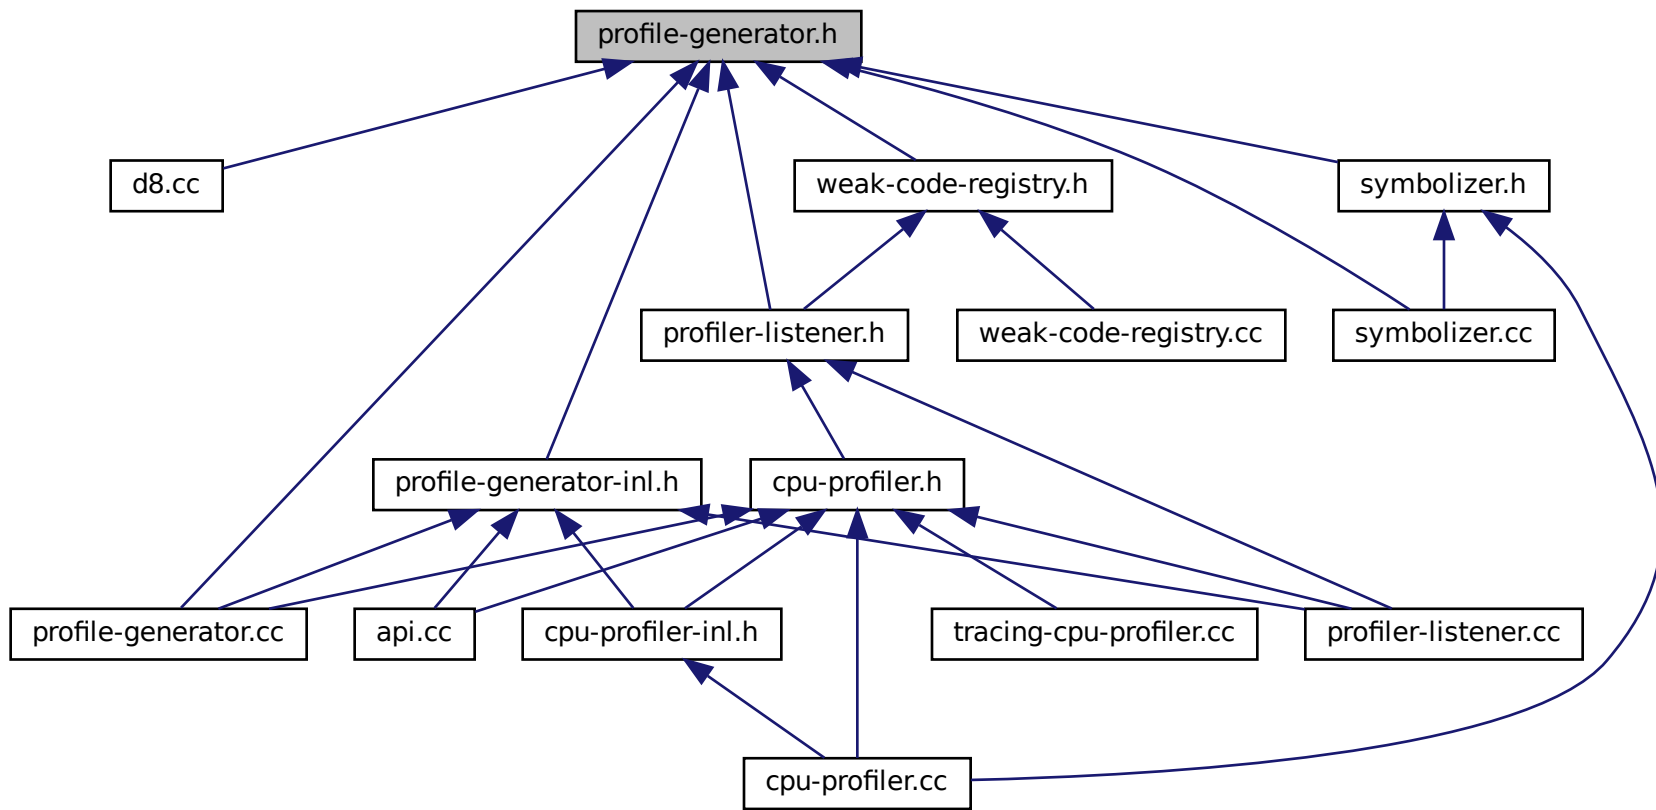 profile-generator.h
d8.cc
weak-code-registry.h
symbolizer.h
profiler-listener.h
weak-code-registry.cc
symbolizer.cc
profile-generator-inl.h
cpu-profiler.h
profile-generator.cc
api.cc
cpu-profiler-inl.h
tracing-cpu-profiler.cc
profiler-listener.cc
cpu-profiler.cc